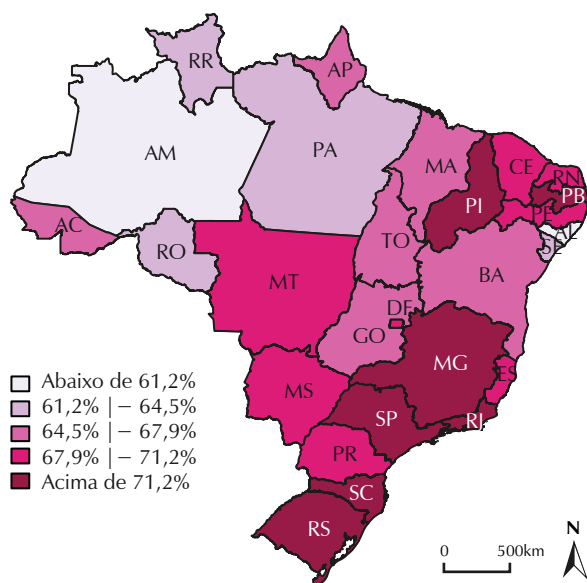 RR
AP
AM
PA
MA
CE
RN
PB
PI
PE
AL
SE
AC
TO
RO
BA
MT
DF
GO
MG
ES
MS
SP
RJ
PR
SC
RS
Abaixo de 61,2%
61,2% |− 64,5%
64,5% |− 67,9%
67,9% |− 71,2%
Acima de 71,2%
N
0 500km